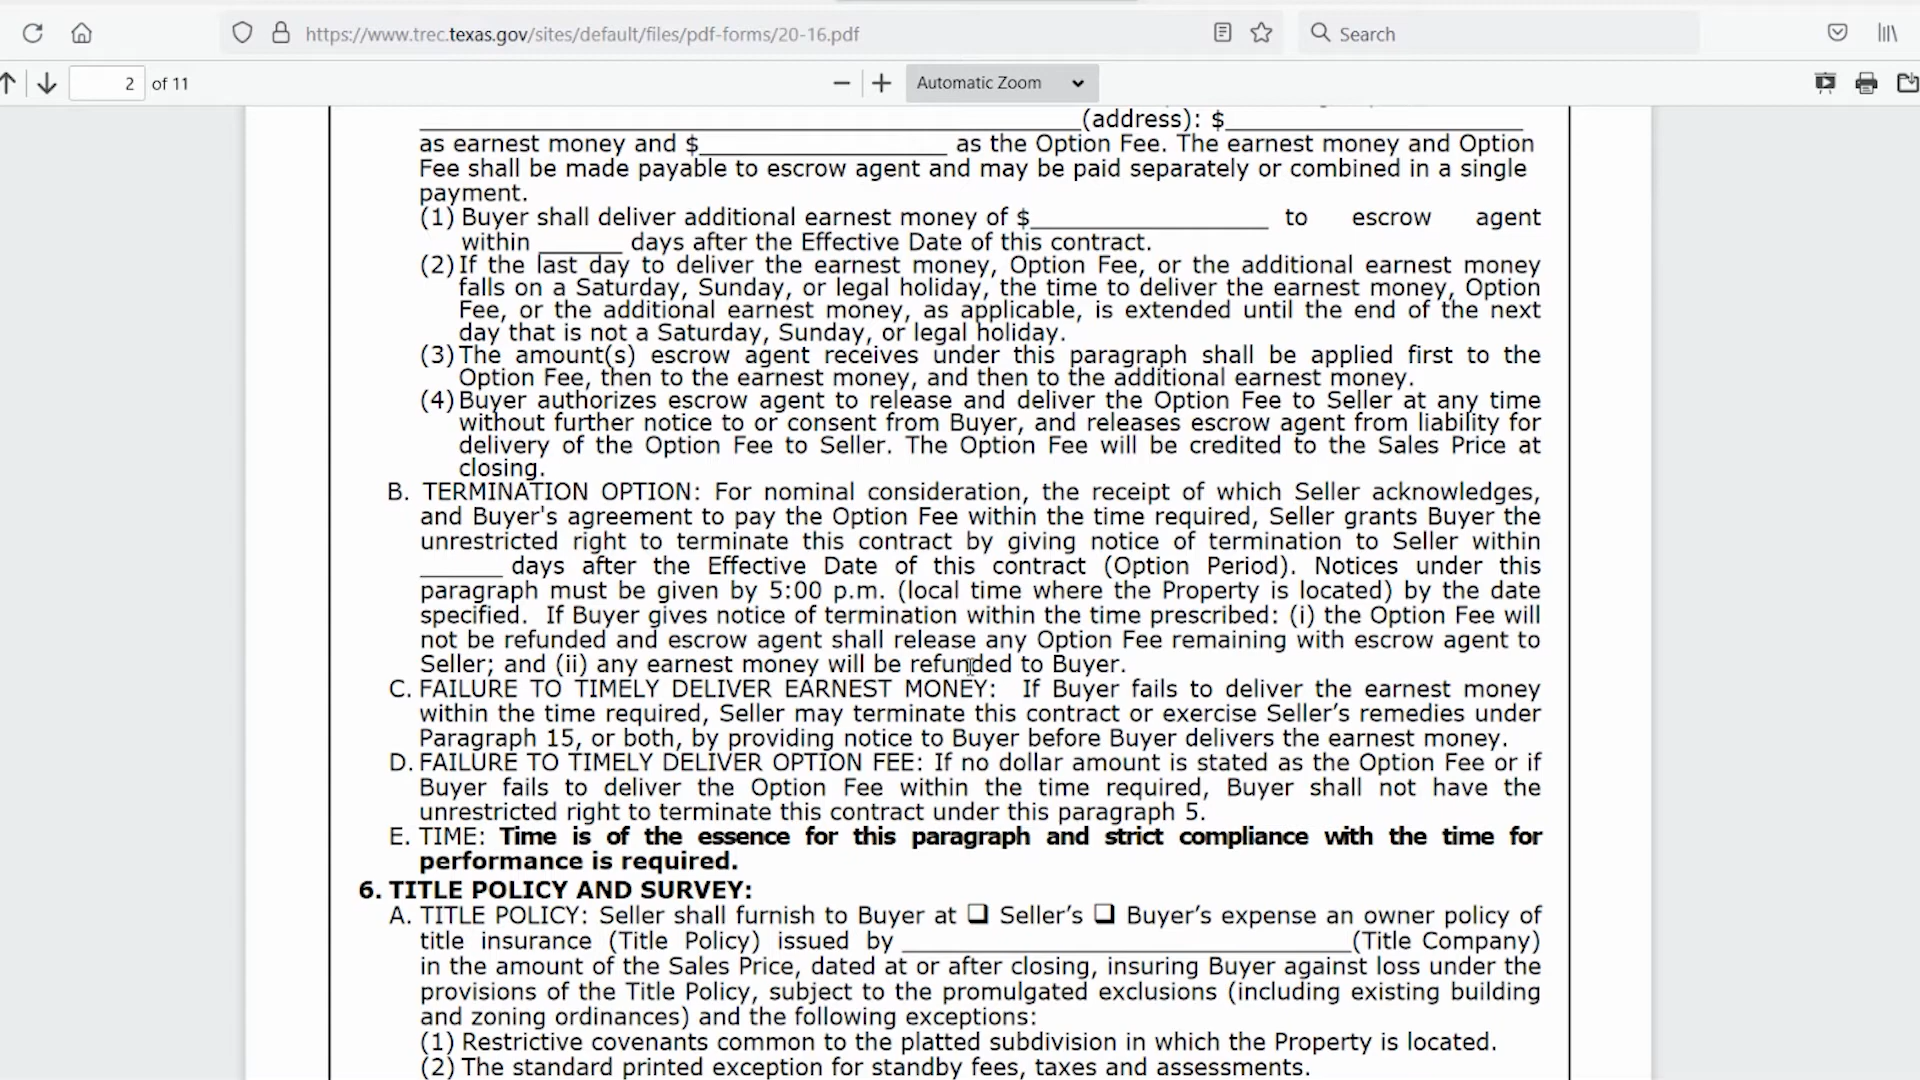 https://www.trec.texas.gov/sites/default/files/pdf-forms/20-16.pdf
Search
2 of 11
Automatic Zoom
(address): $
as earnest money and $______ as the Option Fee. The earnest money and Option
Fee shall be made payable to escrow agent and may be paid separately or combined in a single
payment.
(1) Buyer shall deliver additional earnest money of $______ to escrow agent
within ______ days after the Effective Date of this contract.
(2) If the last day to deliver the earnest money, Option Fee, or the additional earnest money
falls on a Saturday, Sunday, or legal holiday, the time to deliver the earnest money, Option
Fee, or the additional earnest money, as applicable, is extended until the end of the next
day that is not a Saturday, Sunday, or legal holiday.
(3) The amount(s) escrow agent receives under this paragraph shall be applied first to the
Option Fee, then to the earnest money, and then to the additional earnest money.
(4) Buyer authorizes escrow agent to release and deliver the Option Fee to Seller at any time
without further notice to or consent from Buyer, and releases escrow agent from liability for
delivery of the Option Fee to Seller. The Option Fee will be credited to the Sales Price at
closing.
B. TERMINATION OPTION: For nominal consideration, the receipt of which Seller acknowledges,
and Buyer's agreement to pay the Option Fee within the time required, Seller grants Buyer the
unrestricted right to terminate this contract by giving notice of termination to Seller within
______ days after the Effective Date of this contract (Option Period). Notices under this
paragraph must be given by 5:00 p.m. (local time where the Property is located) by the date
specified. If Buyer gives notice of termination within the time prescribed: (i) the Option Fee will
not be refunded and escrow agent shall release any Option Fee remaining with escrow agent to
Seller; and (ii) any earnest money will be refunded to Buyer.
C. FAILURE TO TIMELY DELIVER EARNEST MONEY: If Buyer fails to deliver the earnest money
within the time required, Seller may terminate this contract or exercise Seller’s remedies under
Paragraph 15, or both, by providing notice to Buyer before Buyer delivers the earnest money.
D. FAILURE TO TIMELY DELIVER OPTION FEE: If no dollar amount is stated as the Option Fee or if
Buyer fails to deliver the Option Fee within the time required, Buyer shall not have the
unrestricted right to terminate this contract under this paragraph 5.
E. TIME: Time is of the essence for this paragraph and strict compliance with the time for
performance is required.
6. TITLE POLICY AND SURVEY:
A. TITLE POLICY: Seller shall furnish to Buyer at ❑ Seller’s ❑ Buyer’s expense an owner policy of
title insurance (Title Policy) issued by ______(Title Company)
in the amount of the Sales Price, dated at or after closing, insuring Buyer against loss under the
provisions of the Title Policy, subject to the promulgated exclusions (including existing building
and zoning ordinances) and the following exceptions:
(1) Restrictive covenants common to the platted subdivision in which the Property is located.
(2) The standard printed exception for standby fees, taxes and assessments.